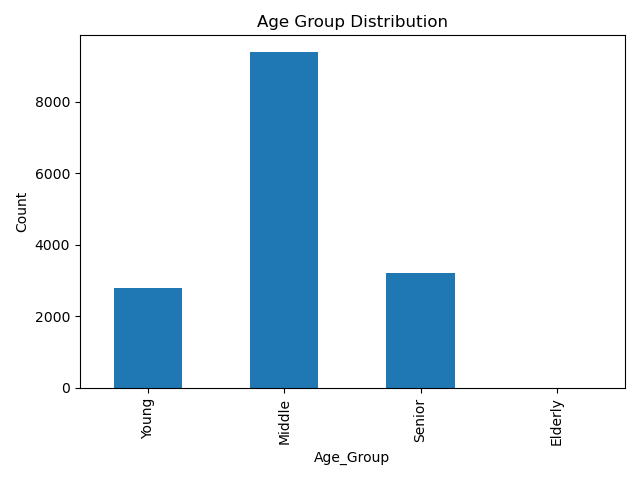 Age Group Distribution
Count
8000
6000
4000
2000
0
Young
Middle
Senior
Elderly
Age_Group